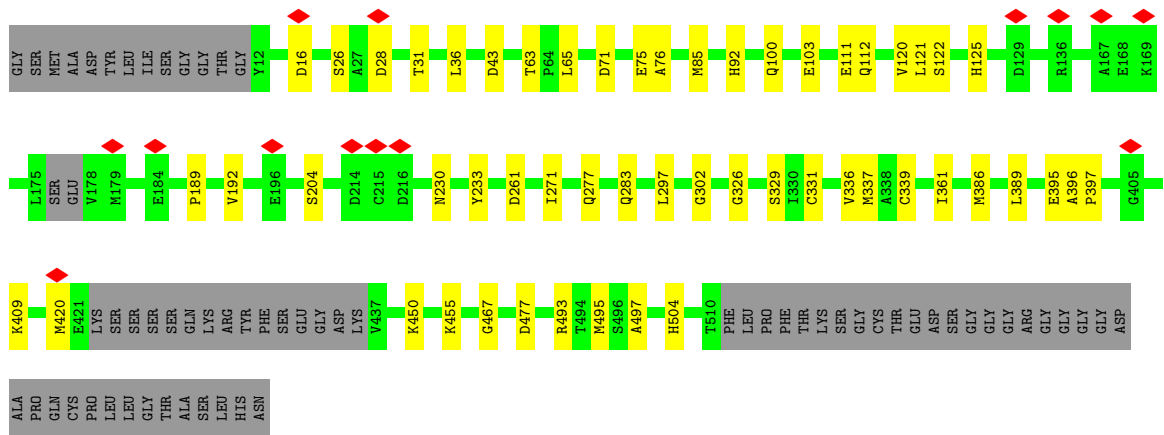 GLY SER MET ALA ASP TYR LEU ILE SER GLY GLY THR GLY Y12 D16 S26 A27 D28 T31 L36 D43 T63 P64 L65 D71 E75 A76 M85 H92 Q100 E103 E111 Q112 V120 L121 S122 H125 D129 R136 A167 E168 K169
L175 SER GLU V178 M179 E184 P189 V192 E196 S204 D214 C215 D216 N230 Y233 D261 I271 Q277 Q283 L297 G302 G326 S329 I330 C331 V336 M337 A338 C339 I361 M386 L389 E395 A396 P397 G405
K409 M420 E421 LYS SER SER SER SER GLN LYS ARG TYR PHE SER GLU GLY ASP LYS V437 K450 K455 G467 D477 R493 T494 M495 S496 A497 H504 T510 PHE LEU PRO PHE THR LYS SER GLY CYS THR GLU ASP SER GLY GLY GLY ARG GLY GLY GLY GLY GLY ASP
ALA PRO GLN CYS PRO LEU LEU GLY THR ALA SER LEU HIS ASN